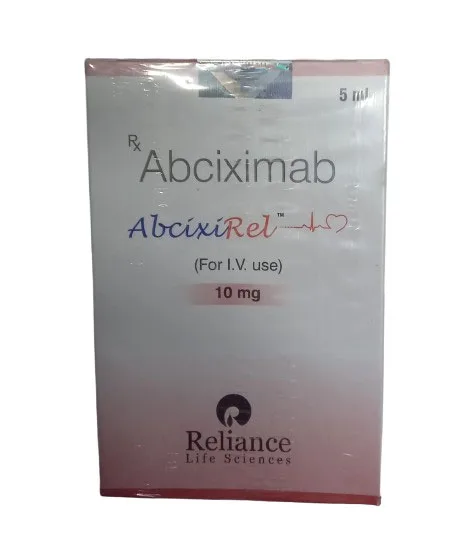 5 ml
Rx Abciximab
AbcixiRel™
(For I.V. use)
10 mg
Reliance
Life Sciences